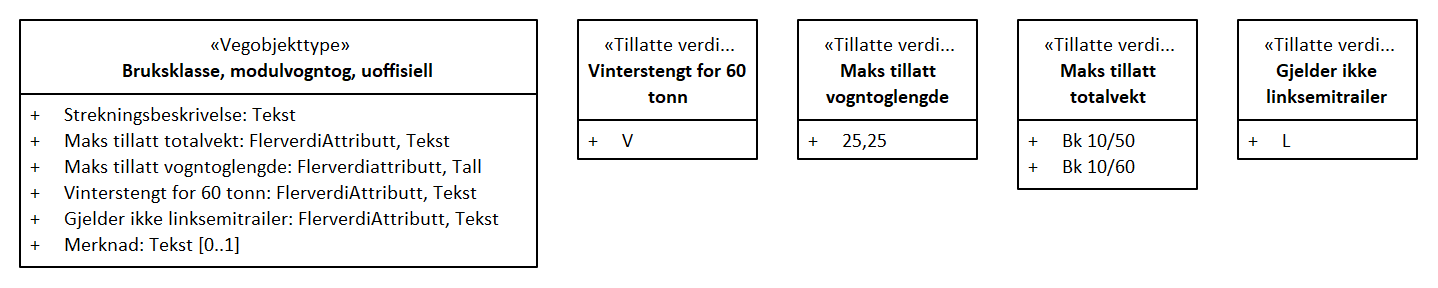 «Vegobjekttype»
Bruksklasse, modulvogntog, uoffisiell
+ Strekningsbeskrivelse: Tekst
+ Maks tillatt totalvekt: FlerverdiAttributt, Tekst
+ Maks tillatt vogntoglengde: Flerverdiattributt, Tall
+ Vinterstengt for 60 tonn: FlerverdiAttributt, Tekst
+ Gjelder ikke linksemitrailer: FlerverdiAttributt, Tekst
+ Merknad: Tekst [0..1]
«Tillatte verdi...
Vinterstengt for 60
tonn
+ V
«Tillatte verdi...
Maks tillatt
vogntoglengde
+ 25,25
«Tillatte verdi...
Maks tillatt
totalvekt
+ Bk 10/50
+ Bk 10/60
«Tillatte verdi...
Gjelder ikke
linksemitrailer
+ L